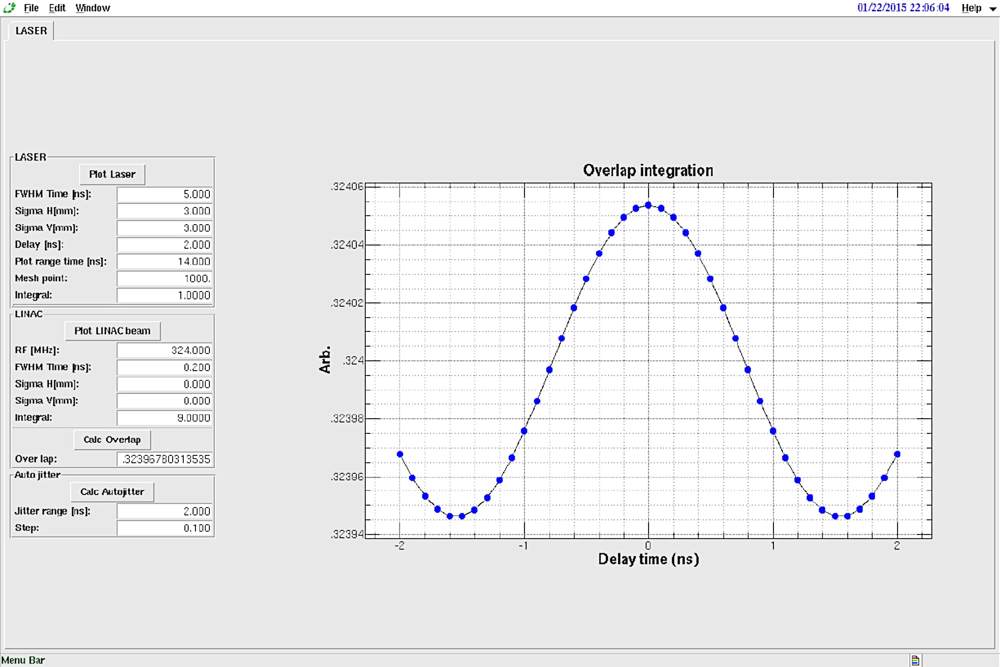 File Edit Window 01/22/2015 22:06:04 Help
LASER
LASER
Plot Laser
FWHM Time [ns]: 5.000
Sigma H[mm]: 3.000
Sigma V[mm]: 3.000
Delay [ns]: 2.000
Plot range time [ns]: 14.000
Mesh point: 1000.
Integral: 1.0000
LINAC
Plot LINAC beam
RF [MHz]: 324.000
FWHM Time [ns]: 0.200
Sigma H[mm]: 0.000
Sigma V[mm]: 0.000
Integral: 9.0000
Calc Overlap
Over lap: .32396780313535
Auto jitter
Calc Autojitter
Jitter range [ns]: 2.000
Step: 0.100
Overlap integration
.32406
.32404
.32402
.324
.32398
.32396
.32394
Arb.
-2 -1 0 1 2
Delay time (ns)
Menu Bar